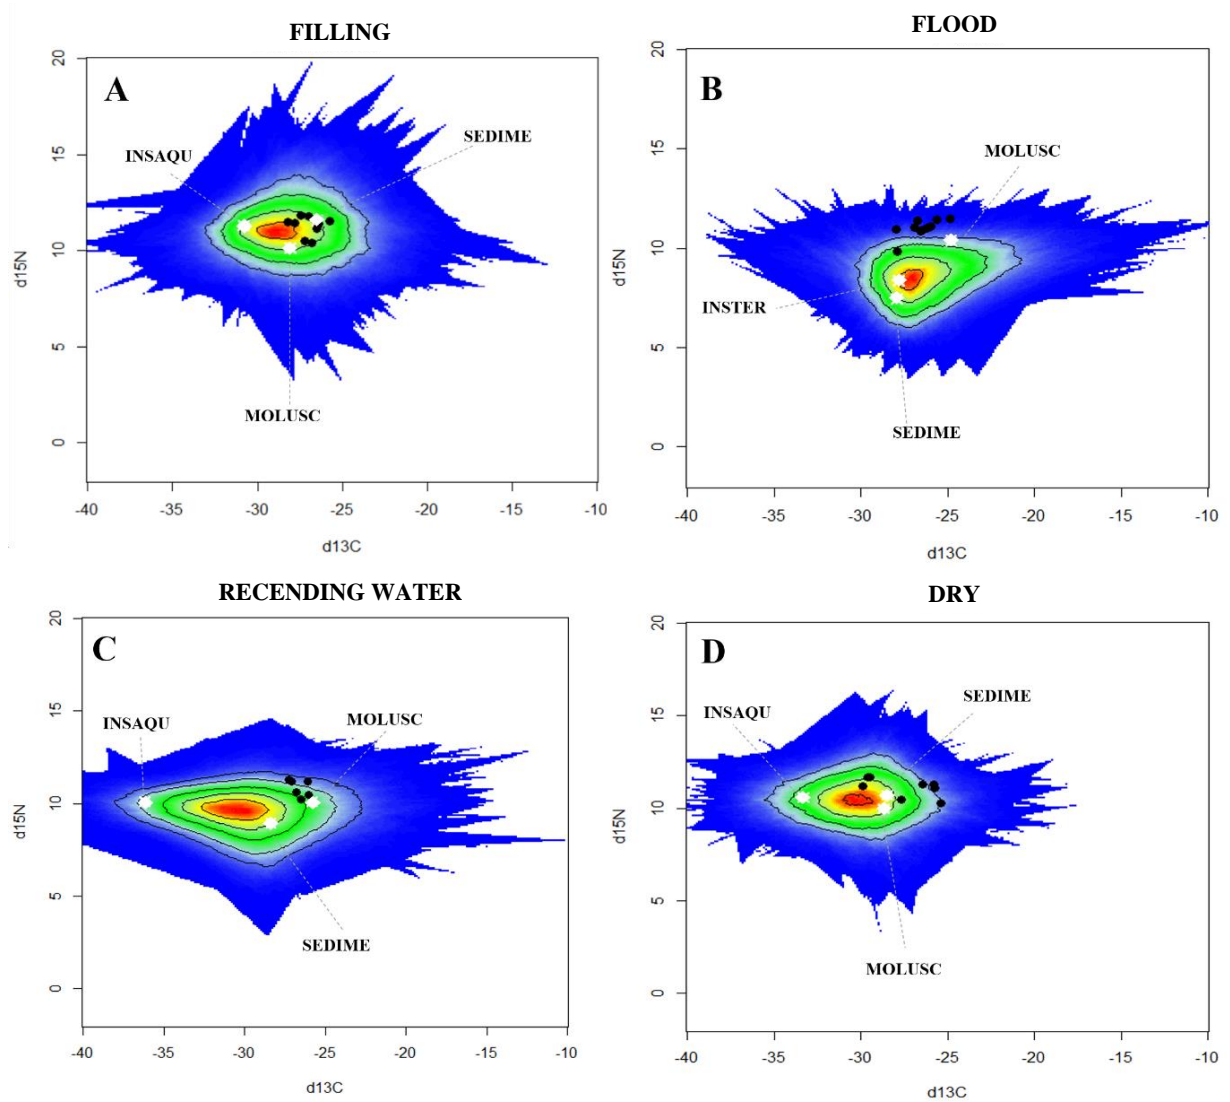 FILLING
A
INSAQU
SEDIME
MOLUSC
d15N
20
15
10
5
0
-40
-35
-30
-25
-20
-15
-10
d13C
FLOOD
B
MOLUSC
INSTER
SEDIME
d15N
20
15
10
5
0
-40
-35
-30
-25
-20
-15
-10
d13C
RECENDING WATER
C
INSAQU
MOLUSC
SEDIME
d15N
20
15
10
5
0
-40
-35
-30
-25
-20
-15
-10
d13C
DRY
D
INSAQU
SEDIME
MOLUSC
d15N
20
15
10
5
0
-40
-35
-30
-25
-20
-15
-10
d13C